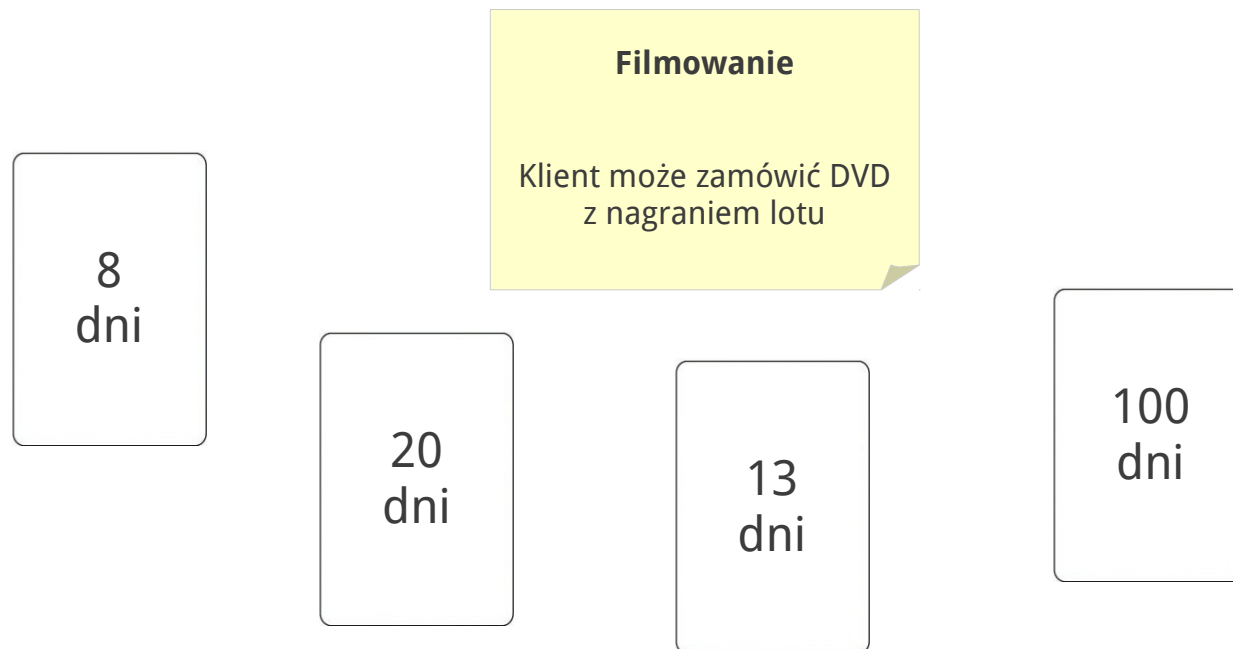 Filmowanie
Klient może zamówić DVD
z nagraniem lotu
8
dni
20
dni
13
dni
100
dni